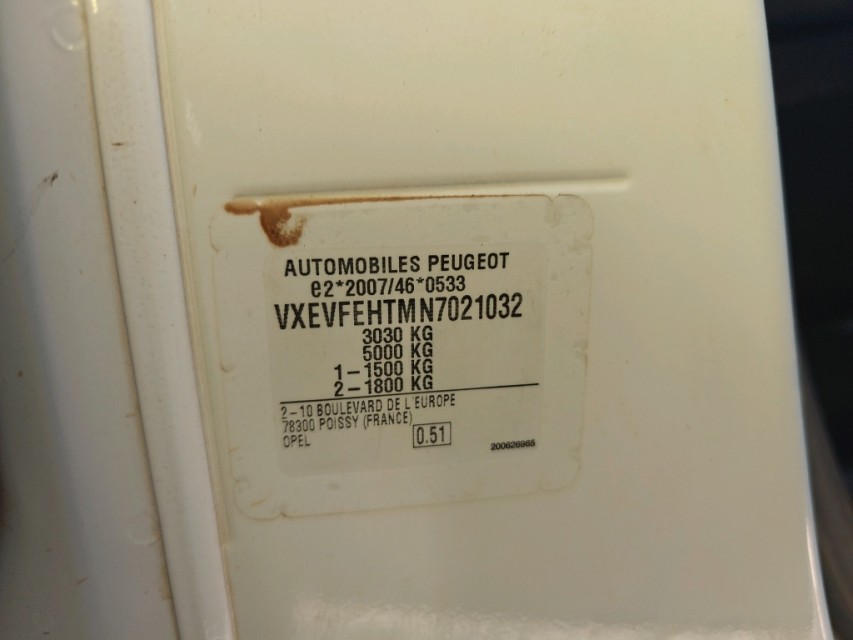 AUTOMOBILES PEUGEOT
e2*2007/46*0533
VXEVFEHTMN7021032
3030 KG
5000 KG
1-1500 KG
2-1800 KG
2-10 BOULEVARD DE L'EUROPE
78300 POISSY (FRANCE)
OPEL 0.51 200626965